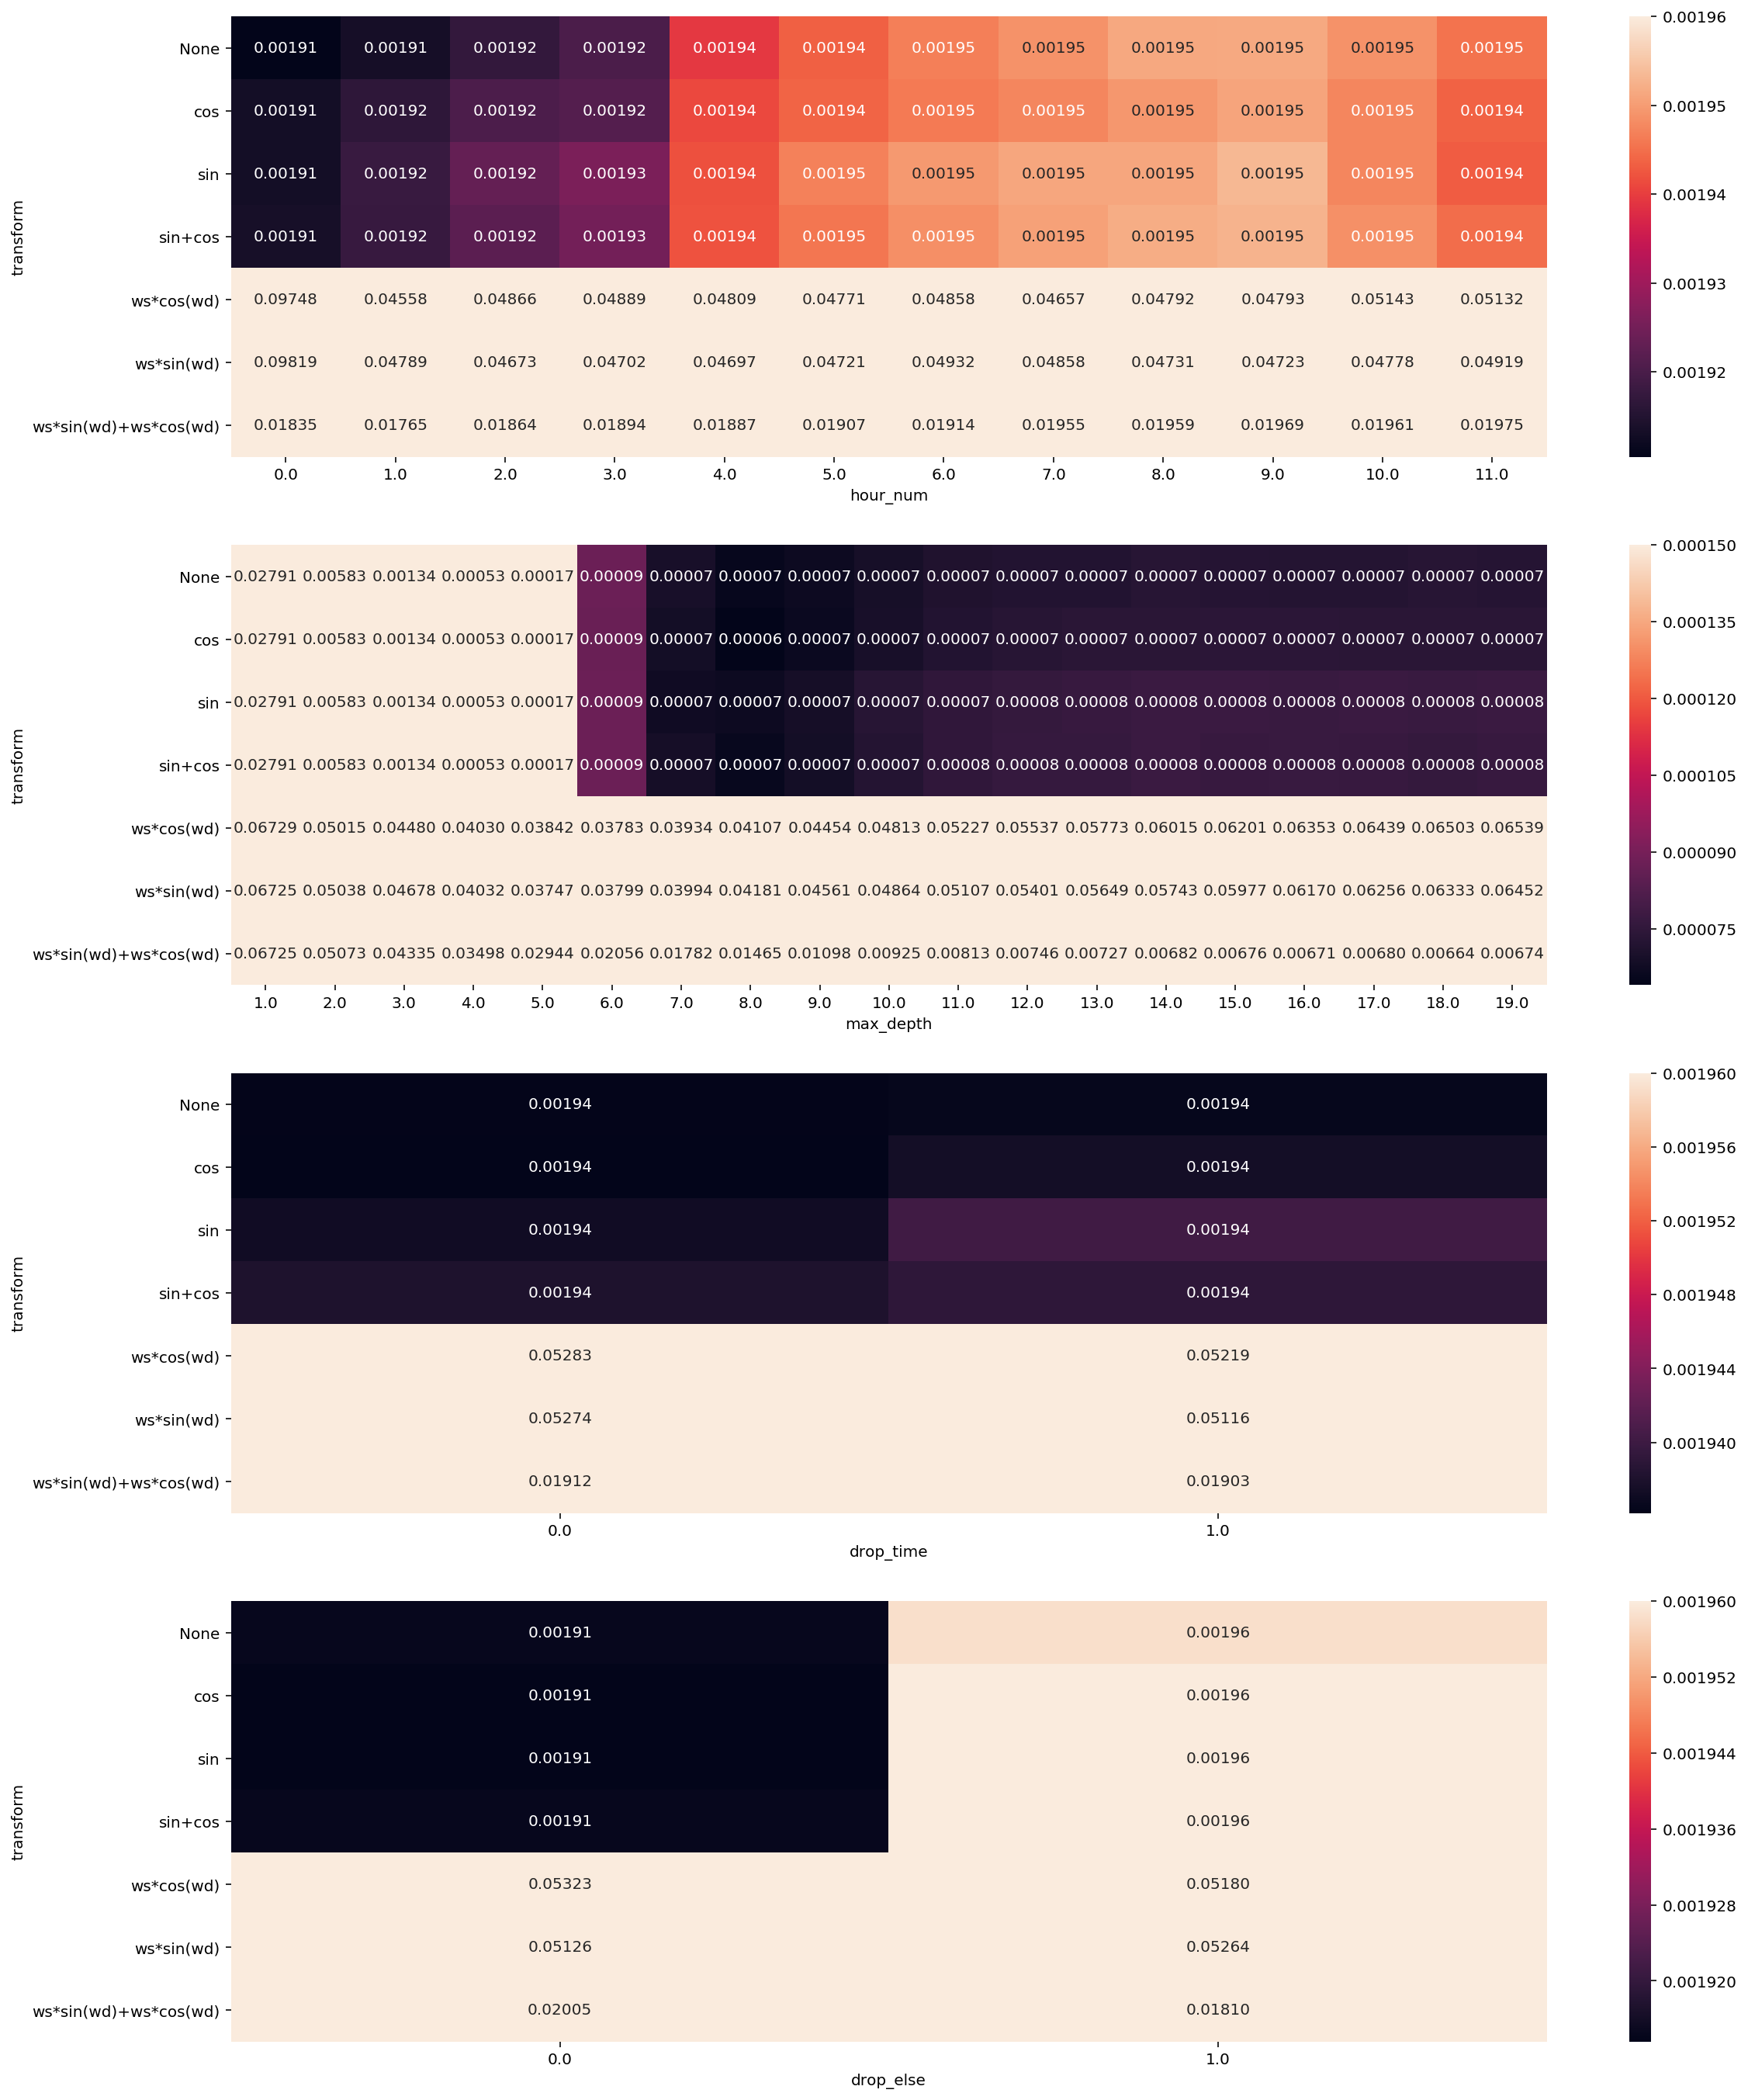 None 0.00191 0.00191 0.00192 0.00192 0.00194 0.00194 0.00195 0.00195 0.00195 0.00195 0.00195 0.00195
cos 0.00191 0.00192 0.00192 0.00192 0.00194 0.00194 0.00195 0.00195 0.00195 0.00195 0.00195 0.00194
sin 0.00191 0.00192 0.00192 0.00193 0.00194 0.00195 0.00195 0.00195 0.00195 0.00195 0.00195 0.00194
sin+cos 0.00191 0.00192 0.00192 0.00193 0.00194 0.00195 0.00195 0.00195 0.00195 0.00195 0.00195 0.00194
ws*cos(wd) 0.09748 0.04558 0.04866 0.04889 0.04809 0.04771 0.04858 0.04657 0.04792 0.04793 0.05143 0.05132
ws*sin(wd) 0.09819 0.04789 0.04673 0.04702 0.04697 0.04721 0.04932 0.04858 0.04731 0.04723 0.04778 0.04919
ws*sin(wd)+ws*cos(wd) 0.01835 0.01765 0.01864 0.01894 0.01887 0.01907 0.01914 0.01955 0.01959 0.01969 0.01961 0.01975
0.0 1.0 2.0 3.0 4.0 5.0 6.0 7.0 8.0 9.0 10.0 11.0
hour_num
transform
0.00196
0.00195
0.00194
0.00193
0.00192
None 0.02791 0.00583 0.00134 0.00053 0.00017 0.00009 0.00007 0.00007 0.00007 0.00007 0.00007 0.00007 0.00007 0.00007 0.00007 0.00007 0.00007 0.00007 0.00007
cos 0.02791 0.00583 0.00134 0.00053 0.00017 0.00009 0.00007 0.00006 0.00007 0.00007 0.00007 0.00007 0.00007 0.00007 0.00007 0.00007 0.00007 0.00007 0.00007
sin 0.02791 0.00583 0.00134 0.00053 0.00017 0.00009 0.00007 0.00007 0.00007 0.00007 0.00007 0.00008 0.00008 0.00008 0.00008 0.00008 0.00008 0.00008 0.00008
sin+cos 0.02791 0.00583 0.00134 0.00053 0.00017 0.00009 0.00007 0.00007 0.00007 0.00007 0.00008 0.00008 0.00008 0.00008 0.00008 0.00008 0.00008 0.00008 0.00008
ws*cos(wd) 0.06729 0.05015 0.04480 0.04030 0.03842 0.03783 0.03934 0.04107 0.04454 0.04813 0.05227 0.05537 0.05773 0.06015 0.06201 0.06353 0.06439 0.06503 0.06539
ws*sin(wd) 0.06725 0.05038 0.04678 0.04032 0.03747 0.03799 0.03994 0.04181 0.04561 0.04864 0.05107 0.05401 0.05649 0.05743 0.05977 0.06170 0.06256 0.06333 0.06452
ws*sin(wd)+ws*cos(wd) 0.06725 0.05073 0.04335 0.03498 0.02944 0.02056 0.01782 0.01465 0.01098 0.00925 0.00813 0.00746 0.00727 0.00682 0.00676 0.00671 0.00680 0.00664 0.00674
1.0 2.0 3.0 4.0 5.0 6.0 7.0 8.0 9.0 10.0 11.0 12.0 13.0 14.0 15.0 16.0 17.0 18.0 19.0
max_depth
transform
0.000150
0.000135
0.000120
0.000105
0.000090
0.000075
None 0.00194 0.00194
cos 0.00194 0.00194
sin 0.00194 0.00194
sin+cos 0.00194 0.00194
ws*cos(wd) 0.05283 0.05219
ws*sin(wd) 0.05274 0.05116
ws*sin(wd)+ws*cos(wd) 0.01912 0.01903
0.0 1.0
drop_time
transform
0.001960
0.001956
0.001952
0.001948
0.001944
0.001940
None 0.00191 0.00196
cos 0.00191 0.00196
sin 0.00191 0.00196
sin+cos 0.00191 0.00196
ws*cos(wd) 0.05323 0.05180
ws*sin(wd) 0.05126 0.05264
ws*sin(wd)+ws*cos(wd) 0.02005 0.01810
0.0 1.0
drop_else
transform
0.001960
0.001952
0.001944
0.001936
0.001928
0.001920